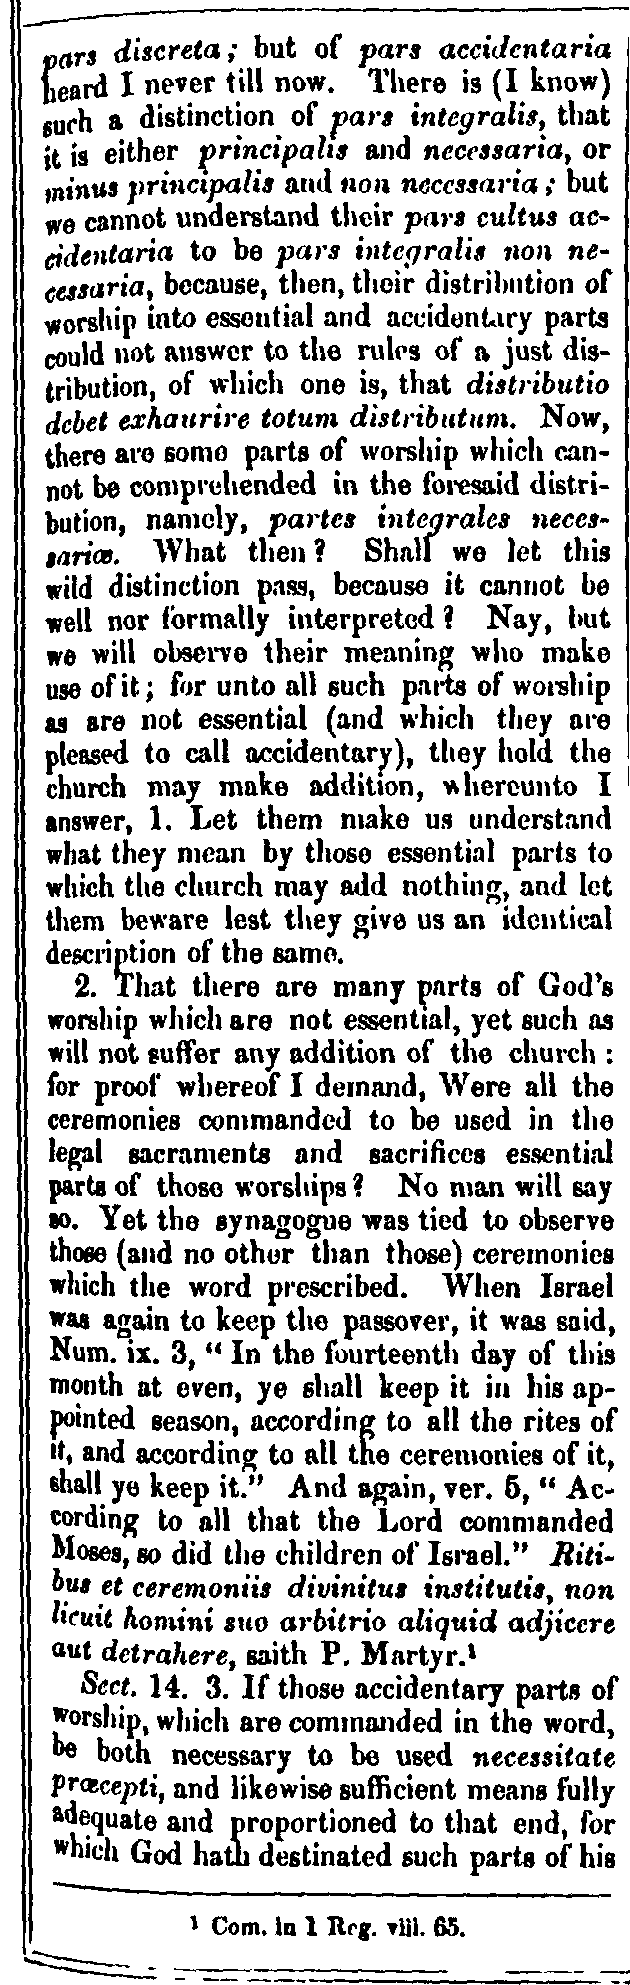 pars discreta; but of pars accidentaria
heard I never till now. There is (I know)
such a distinction of pars integralis, that
it is either principalis and necessaria, or
minus principalis and non necessaria; but
we cannot understand their pars cultus ac-
cidentaria to be pars integralis non ne-
cessaria, because, then, their distribution of
worship into essential and accidentary parts
could not answer to the rules of a just dis-
tribution, of which one is, that distributio
debet exhaurire totum distributum. Now,
there are some parts of worship which can-
not be comprehended in the foresaid distri-
bution, namely, partes integrales neces-
sariæ. What then? Shall we let this
wild distinction pass, because it cannot be
well nor formally interpreted? Nay, but
we will observe their meaning who make
use of it; for unto all such parts of worship
as are not essential (and which they are
pleased to call accidentary), they hold the
church may make addition, whereunto I
answer, 1. Let them make us understand
what they mean by those essential parts to
which the church may add nothing, and let
them beware lest they give us an identical
description of the same.
2. That there are many parts of God's
worship which are not essential, yet such as
will not suffer any addition of the church:
for proof whereof I demand, Were all the
ceremonies commanded to be used in the
legal sacraments and sacrifices essential
parts of those worships? No man will say
so. Yet the synagogue was tied to observe
those (and no other than those) ceremonies
which the word prescribed. When Israel
was again to keep the passover, it was said,
Num. ix. 3, "In the fourteenth day of this
month at even, ye shall keep it in his ap-
pointed season, according to all the rites of
it, and according to all the ceremonies of it,
shall ye keep it." And again, ver. 5, "Ac-
cording to all that the Lord commanded
Moses, so did the children of Israel." Riti-
bus et ceremoniis divinitus institutis, non
licuit homini suo arbitrio aliquid adjicere
aut detrahere, saith P. Martyr.¹
Sect. 14. 3. If those accidentary parts of
worship, which are commanded in the word,
be both necessary to be used necessitate
præcepti, and likewise sufficient means fully
adequate and proportioned to that end, for
which God hath destinated such parts of his
¹ Com. in 1 Reg. viii. 65.